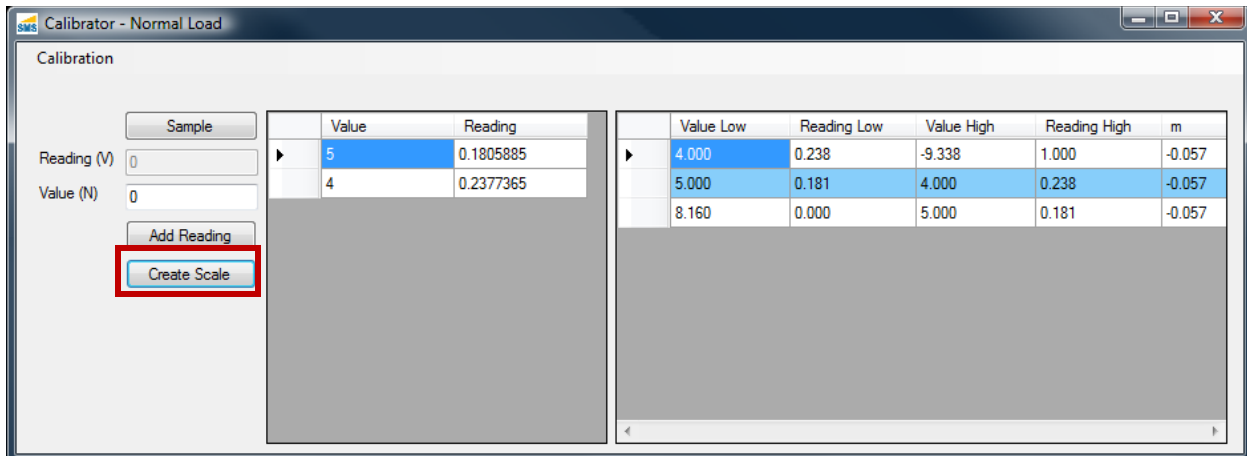 SMS Calibrator - Normal Load
Calibration
Sample
Reading (V) 0
Value (N) 0
Add Reading
Create Scale
Value Reading
5 0.1805885
4 0.2377365
Value Low Reading Low Value High Reading High m
4.000 0.238 -9.338 1.000 -0.057
5.000 0.181 4.000 0.238 -0.057
8.160 0.000 5.000 0.181 -0.057